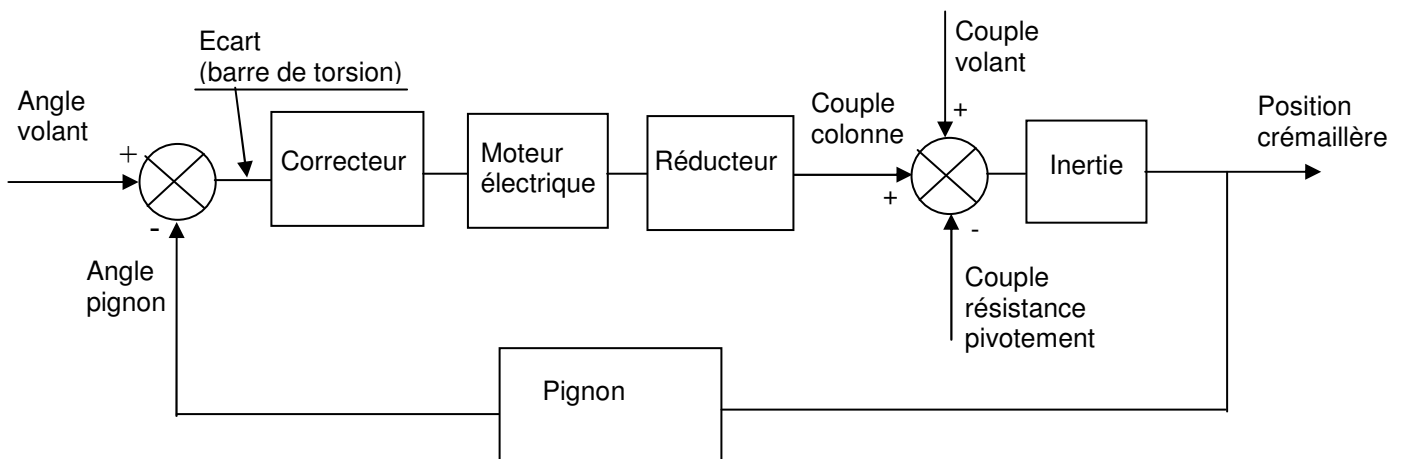 Ecart
(barre de torsion)
Angle
volant
+
-
Angle
pignon
Correcteur
Moteur
électrique
Réducteur
Couple
colonne
+
Couple
volant
+
-
Couple
résistance
pivotement
Inertie
Position
crémaillère
Pignon